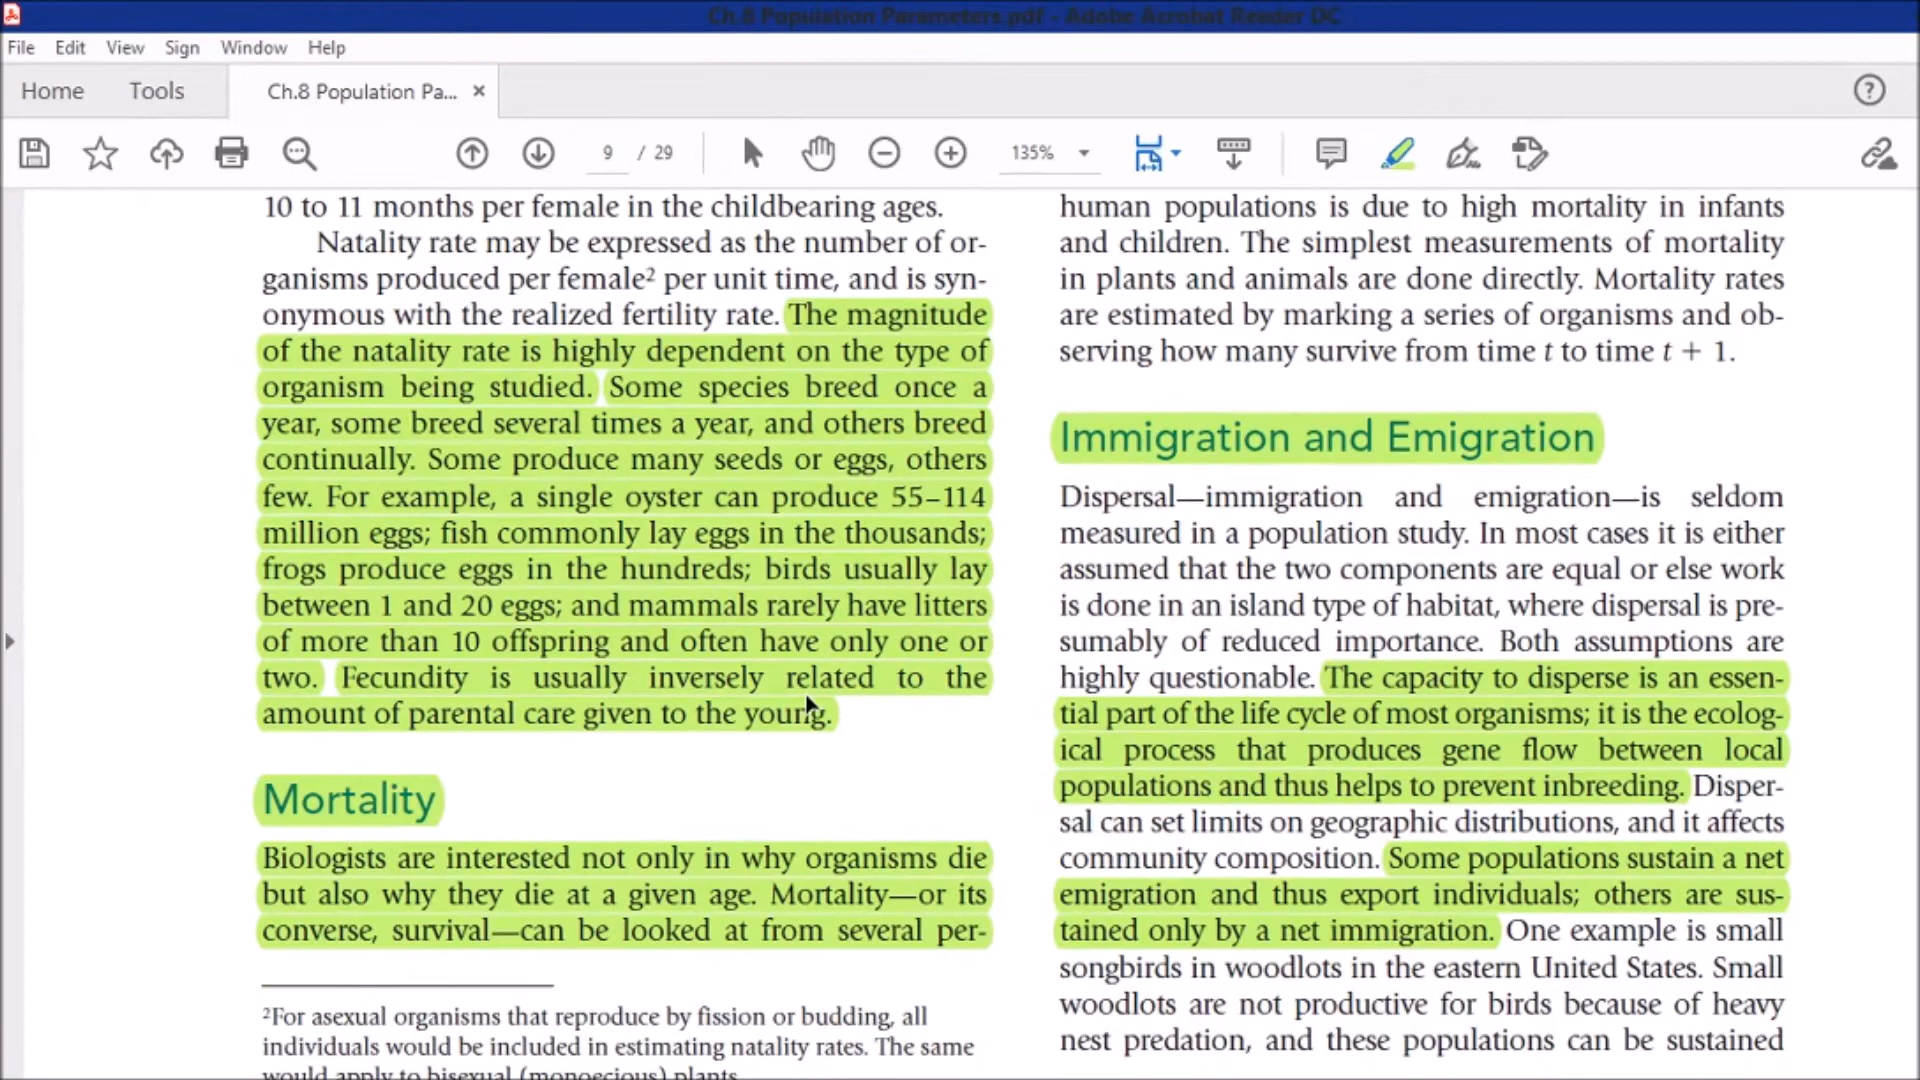 Ch.8 Population Parameters.pdf - Adobe Acrobat Reader DC
File Edit View Sign Window Help
Home Tools Ch.8 Population Pa... ×
9 / 29 135%
10 to 11 months per female in the childbearing ages.
Natality rate may be expressed as the number of or-
ganisms produced per female² per unit time, and is syn-
onymous with the realized fertility rate. The magnitude
of the natality rate is highly dependent on the type of
organism being studied. Some species breed once a
year, some breed several times a year, and others breed
continually. Some produce many seeds or eggs, others
few. For example, a single oyster can produce 55–114
million eggs; fish commonly lay eggs in the thousands;
frogs produce eggs in the hundreds; birds usually lay
between 1 and 20 eggs; and mammals rarely have litters
of more than 10 offspring and often have only one or
two. Fecundity is usually inversely related to the
amount of parental care given to the young.
Mortality
Biologists are interested not only in why organisms die
but also why they die at a given age. Mortality—or its
converse, survival—can be looked at from several per-
²For asexual organisms that reproduce by fission or budding, all
individuals would be included in estimating natality rates. The same
would apply to bisexual (monoecious) plants.
human populations is due to high mortality in infants
and children. The simplest measurements of mortality
in plants and animals are done directly. Mortality rates
are estimated by marking a series of organisms and ob-
serving how many survive from time t to time t + 1.
Immigration and Emigration
Dispersal—immigration and emigration—is seldom
measured in a population study. In most cases it is either
assumed that the two components are equal or else work
is done in an island type of habitat, where dispersal is pre-
sumably of reduced importance. Both assumptions are
highly questionable. The capacity to disperse is an essen-
tial part of the life cycle of most organisms; it is the ecolog-
ical process that produces gene flow between local
populations and thus helps to prevent inbreeding. Disper-
sal can set limits on geographic distributions, and it affects
community composition. Some populations sustain a net
emigration and thus export individuals; others are sus-
tained only by a net immigration. One example is small
songbirds in woodlots in the eastern United States. Small
woodlots are not productive for birds because of heavy
nest predation, and these populations can be sustained